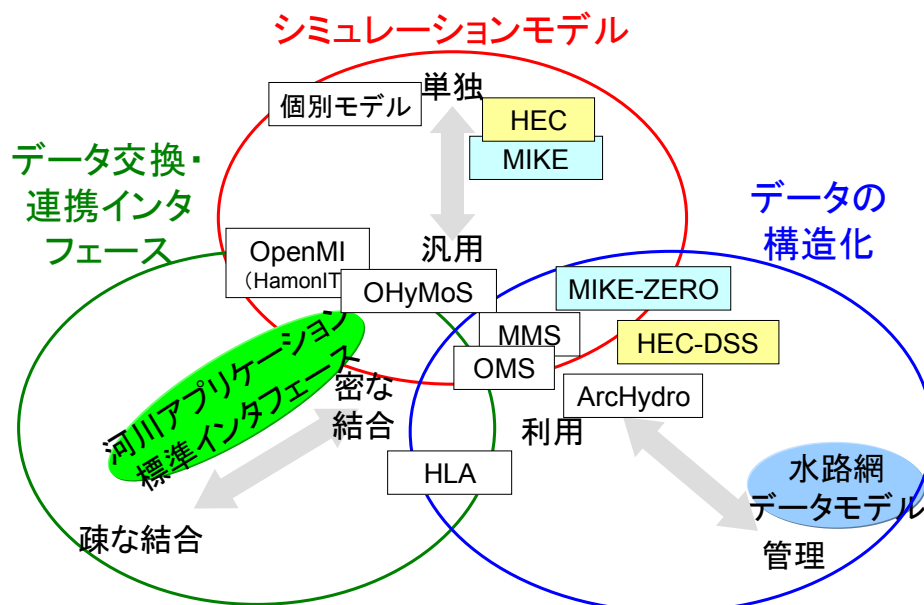 シミュレーションモデル
単独
個別モデル
HEC
MIKE
データ交換・
連携インタ
フェース
データの
構造化
汎用
OpenMI
（HamonIT
OHyMoS
MIKE-ZERO
MMS
HEC-DSS
OMS
ArcHydro
河川アプリケーション
標準インタフェース
密な
結合
利用
HLA
水路網
データモデル
疎な結合
管理